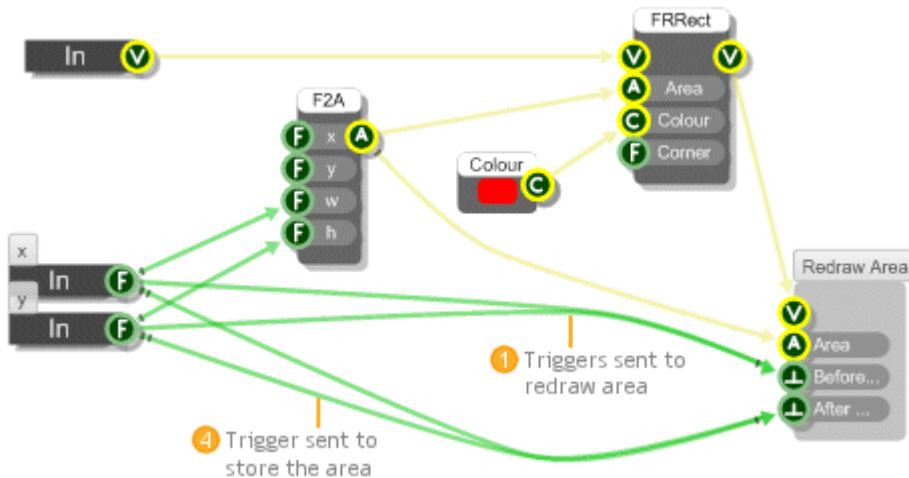 FRRect
In V
V V
A Area
C Colour
F Corner
F2A
F x A
F y
F w
F h
Colour
C
x
In F
y
In F
Redraw Area
V
A Area
Before...
After ...
1 Triggers sent to
redraw area
4 Trigger sent to
store the area